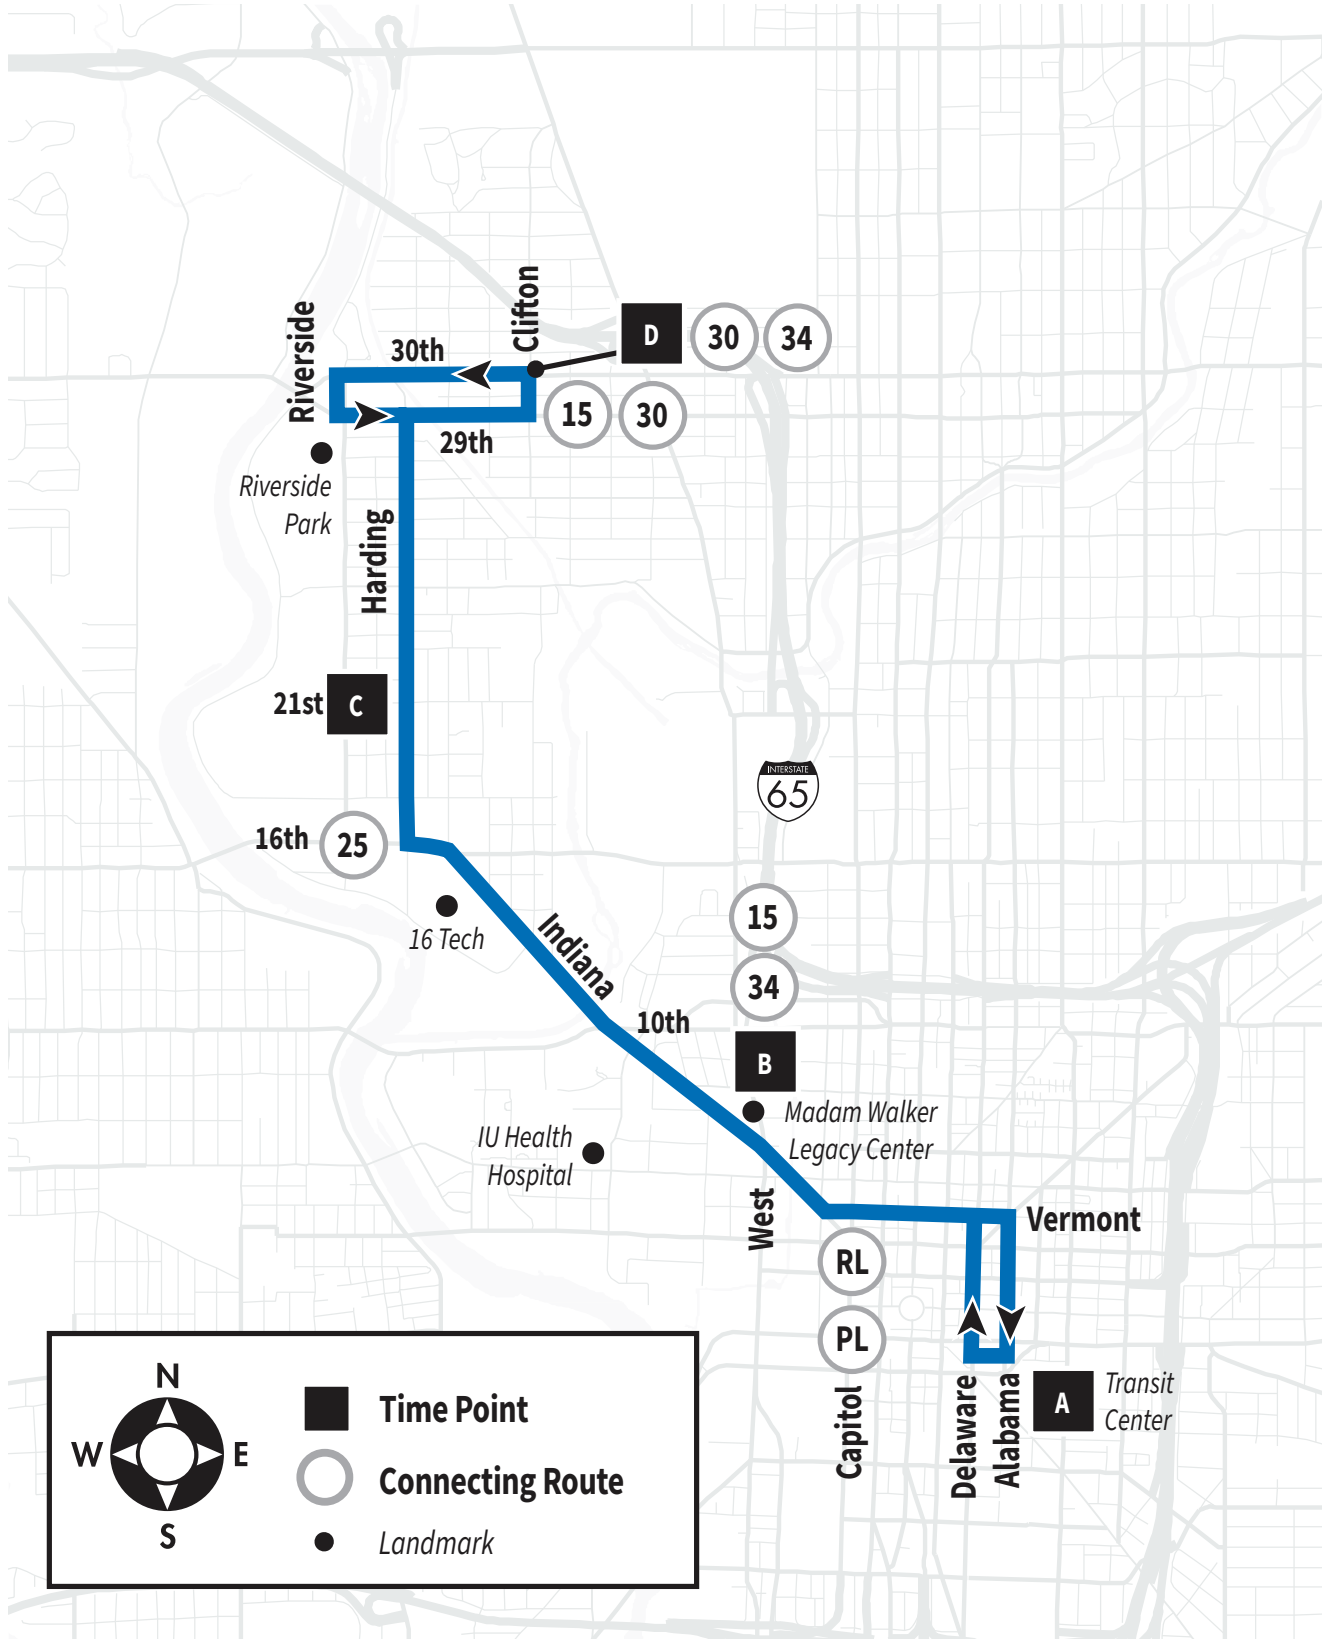 Clifton
Riverside
D
30
34
30th
15
30
29th
Riverside
Park
Harding
21st
C
INTERSTATE
65
16th
25
15
16 Tech
Indiana
34
10th
B
Madam Walker
Legacy Center
IU Health
Hospital
West
Vermont
RL
PL
Capitol
Delaware
Alabama
A
Transit
Center
N
W
E
S
Time Point
Connecting Route
Landmark